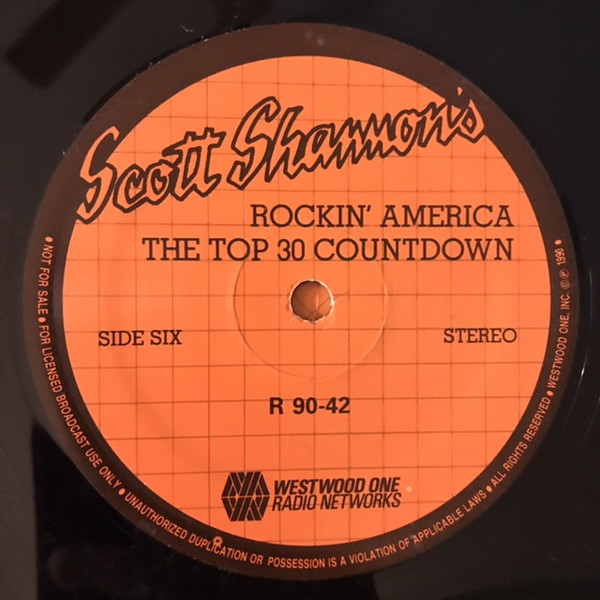 Scott Shannon's
ROCKIN' AMERICA
THE TOP 30 COUNTDOWN
SIDE SIX
STEREO
R 90-42
WESTWOOD ONE
RADIO NETWORKS
● NOT FOR SALE ● FOR LICENSED BROADCAST USE ONLY ● UNAUTHORIZED DUPLICATION OR POSSESSION IS A VIOLATION OF APPLICABLE LAWS ● ALL RIGHTS RESERVED ● WESTWOOD ONE, INC. © ℗ 1990 ●